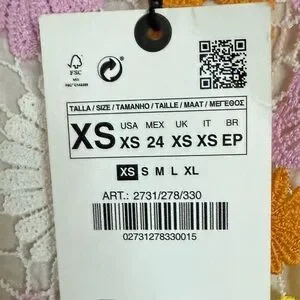 FSC
TALLA / SIZE / TAMANHO / TAILLE / MAAT / ΜΕΓΕΘΟΣ
XS USA MEX UK IT BR
XS 24 XS XS EP
XS S M L XL
ART.: 2731/278/330
02731278330015